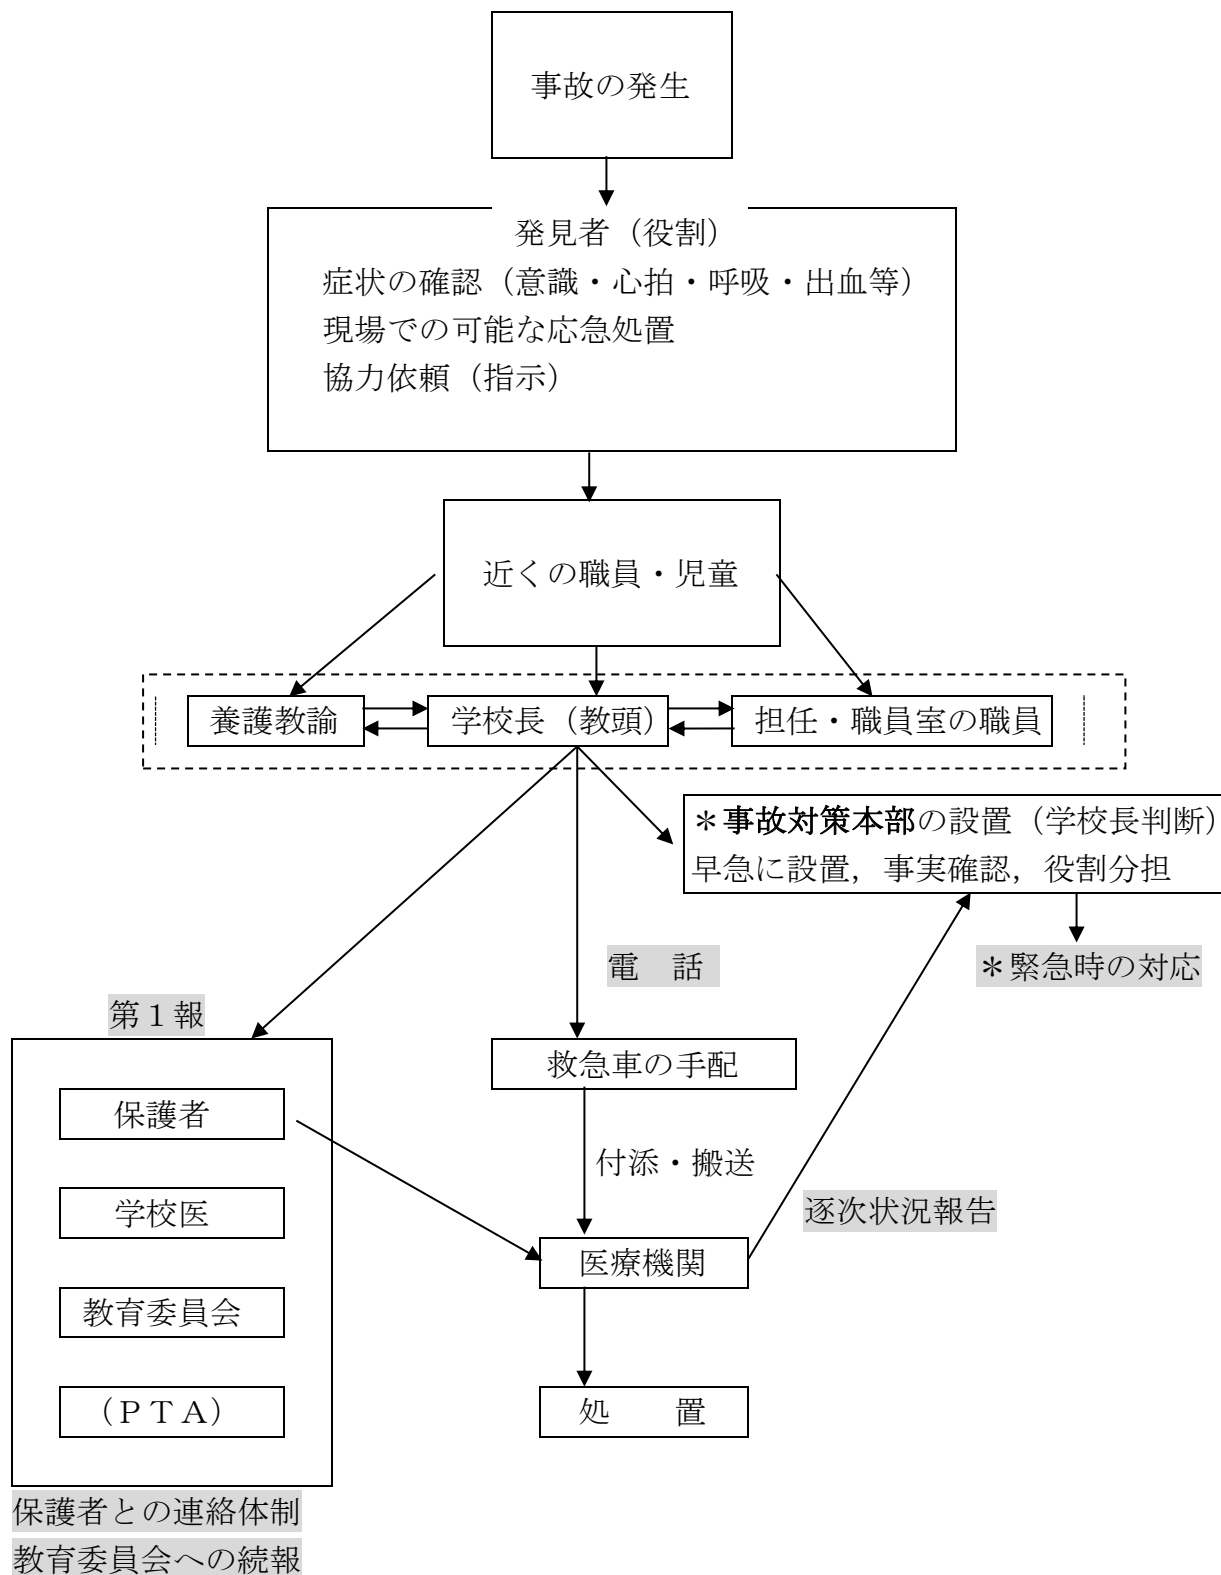 事故の発生
発見者（役割）
症状の確認（意識・心拍・呼吸・出血等）
現場での可能な応急処置
協力依頼（指示）
近くの職員・児童
養護教諭
学校長（教頭）
担任・職員室の職員
＊事故対策本部の設置（学校長判断）
早急に設置，事実確認，役割分担
＊緊急時の対応
電　話
第１報
保護者
学校医
教育委員会
（ＰＴＡ）
救急車の手配
付添・搬送
逐次状況報告
医療機関
処　　置
保護者との連絡体制
教育委員会への続報